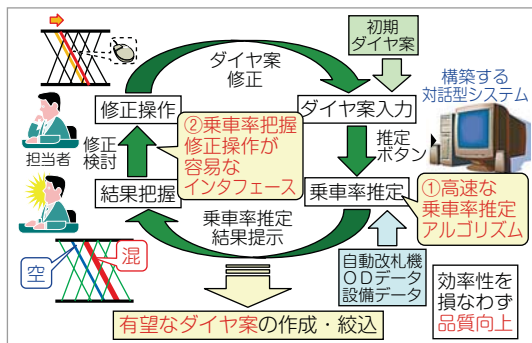 初期
ダイヤ案
ダイヤ案
修正
構築する
対話型システム
修正操作
ダイヤ案入力
担当者
修正
検討
②乗車率把握
修正操作が
容易な
インタフェース
推定
ボタン
結果把握
乗車率推定
①高速な
乗車率推定
アルゴリズム
乗車率推定
結果提示
空
混
自動改札機
ODデータ
設備データ
効率性を
損なわず
品質向上
有望なダイヤ案の作成・絞込